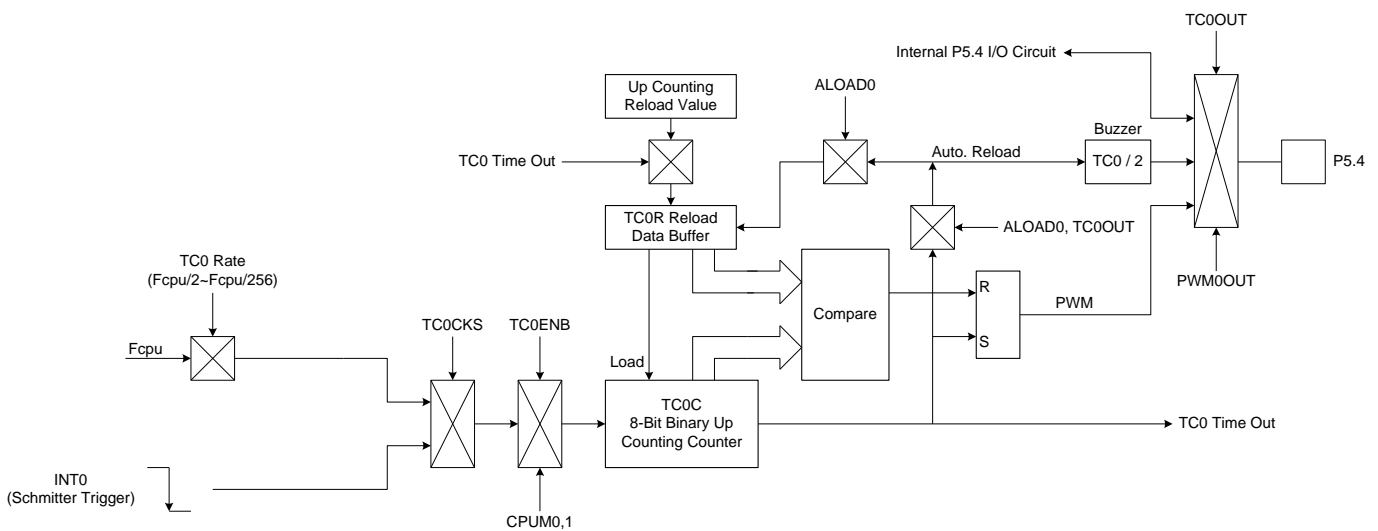 TC0OUT
Internal P5.4 I/O Circuit
Up Counting
Reload Value
ALOAD0
Buzzer
TC0 Time Out
Auto. Reload
TC0 / 2
P5.4
TC0R Reload
Data Buffer
ALOAD0, TC0OUT
TC0 Rate
(Fcpu/2~Fcpu/256)
PWM0OUT
R
PWM
Compare
TC0CKS
TC0ENB
S
Fcpu
Load
TC0C
8-Bit Binary Up
Counting Counter
TC0 Time Out
INT0
(Schmitter Trigger)
CPUM0,1